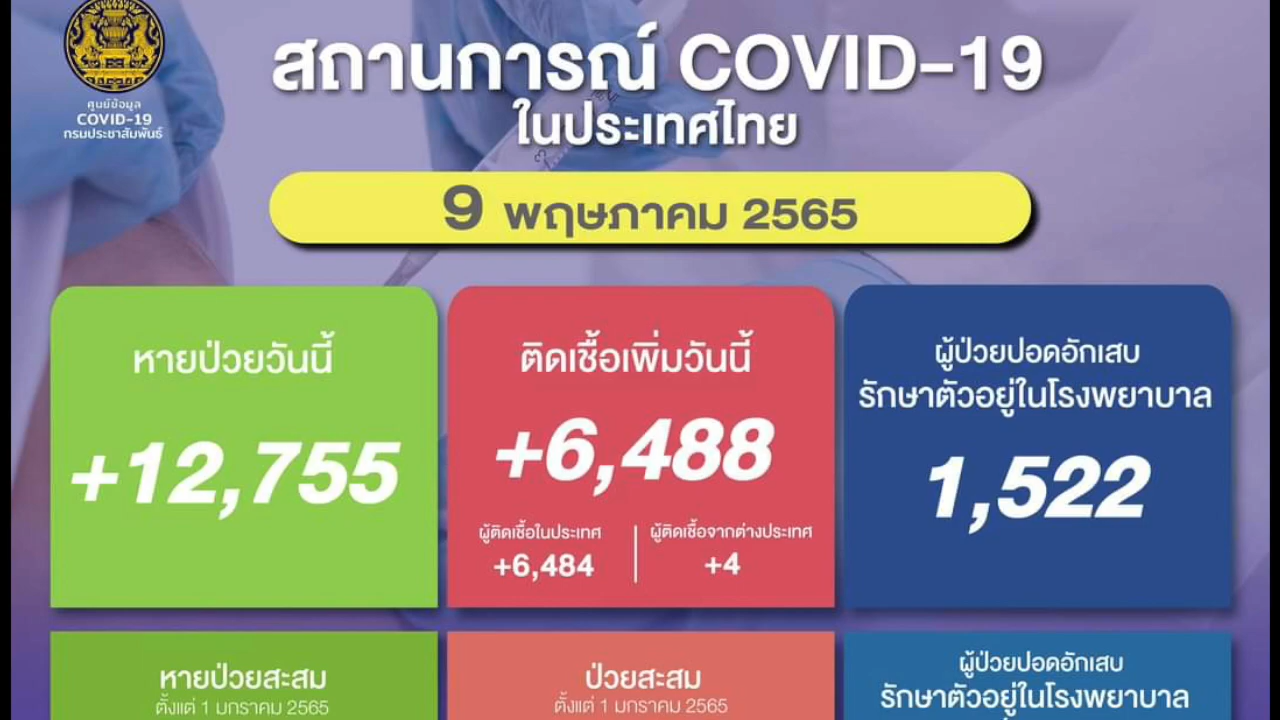 ศูนย์ข้อมูล
COVID-19
กรมประชาสัมพันธ์
สถานการณ์ COVID-19
ในประเทศไทย
9 พฤษภาคม 2565
หายป่วยวันนี้
+12,755
ติดเชื้อเพิ่มวันนี้
+6,488
ผู้ติดเชื้อในประเทศ
+6,484
ผู้ติดเชื้อจากต่างประเทศ
+4
ผู้ป่วยปอดอักเสบ
รักษาตัวอยู่ในโรงพยาบาล
1,522
หายป่วยสะสม
ตั้งแต่ 1 มกราคม 2565
ป่วยสะสม
ตั้งแต่ 1 มกราคม 2565
ผู้ป่วยปอดอักเสบ
รักษาตัวอยู่ในโรงพยาบาล